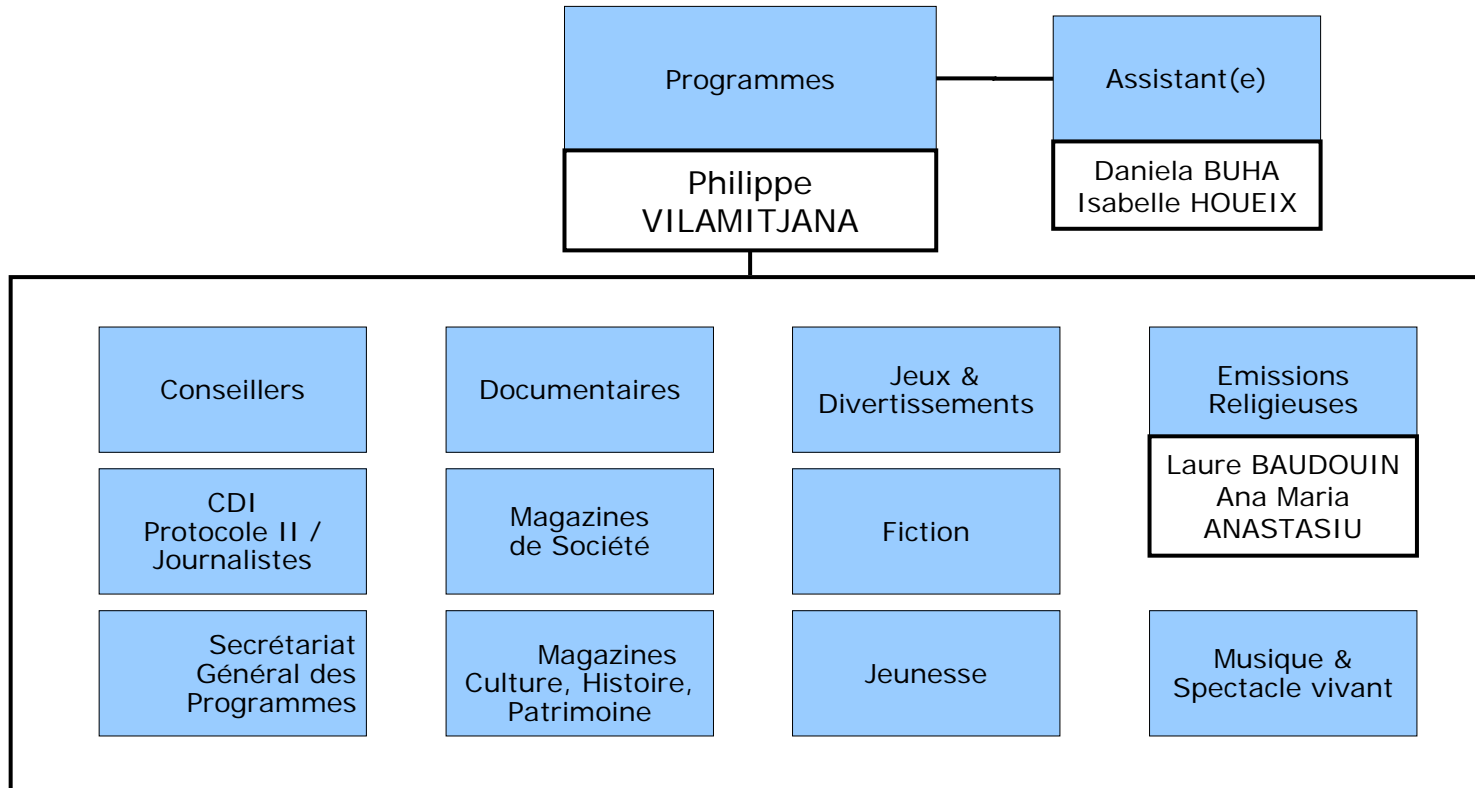 Programmes
Philippe
VILAMITJANA
Assistant(e)
Daniela BUHA
Isabelle HOUEIX
Conseillers
Documentaires
Jeux &
Divertissements
Emissions
Religieuses
Laure BAUDOUIN
Ana Maria
ANASTASIU
CDI
Protocole II /
Journalistes
Magazines
de Société
Fiction
Secrétariat
Général des
Programmes
Magazines
Culture, Histoire,
Patrimoine
Jeunesse
Musique &
Spectacle vivant